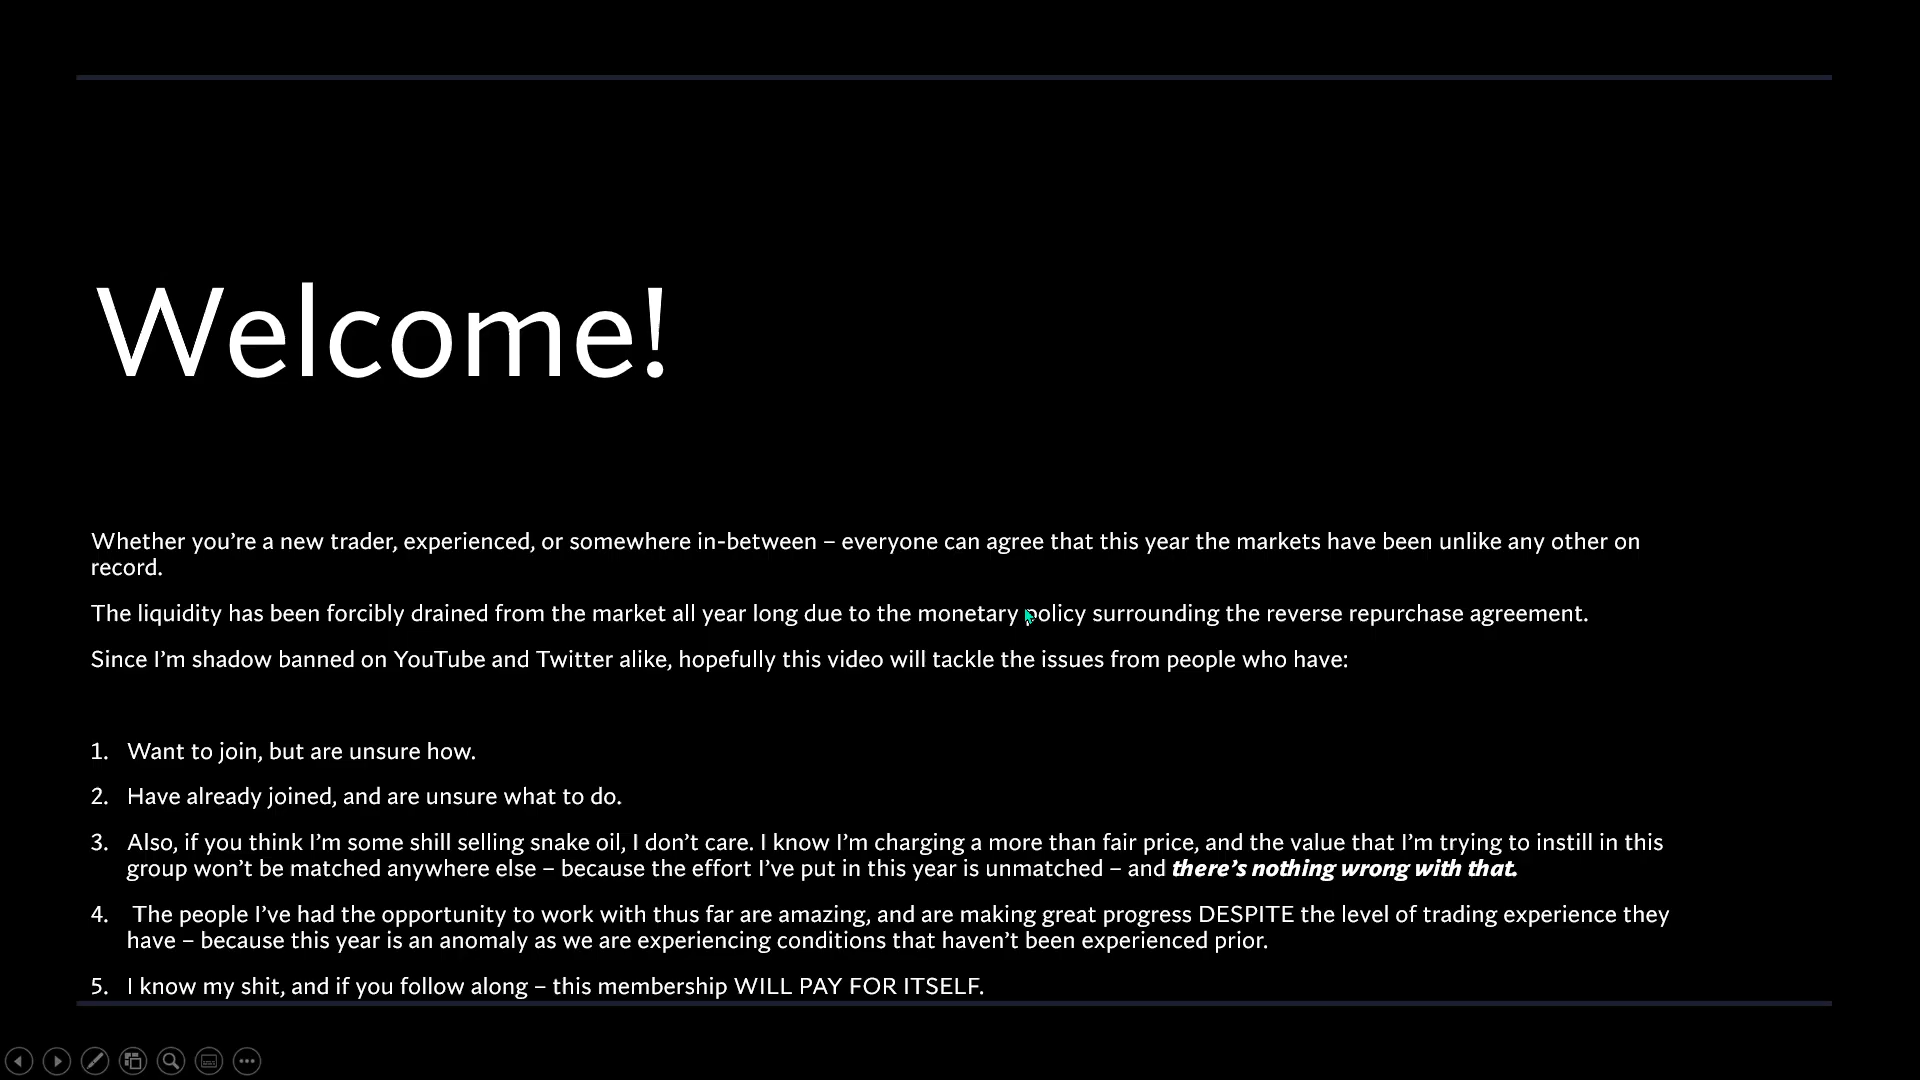 Welcome!
Whether you’re a new trader, experienced, or somewhere in-between – everyone can agree that this year the markets have been unlike any other on
record.
The liquidity has been forcibly drained from the market all year long due to the monetary policy surrounding the reverse repurchase agreement.
Since I’m shadow banned on YouTube and Twitter alike, hopefully this video will tackle the issues from people who have:
1. Want to join, but are unsure how.
2. Have already joined, and are unsure what to do.
3. Also, if you think I’m some shill selling snake oil, I don’t care. I know I’m charging a more than fair price, and the value that I’m trying to instill in this
group won’t be matched anywhere else – because the effort I’ve put in this year is unmatched – and there’s nothing wrong with that.
4. The people I’ve had the opportunity to work with thus far are amazing, and are making great progress DESPITE the level of trading experience they
have – because this year is an anomaly as we are experiencing conditions that haven’t been experienced prior.
5. I know my shit, and if you follow along – this membership WILL PAY FOR ITSELF.